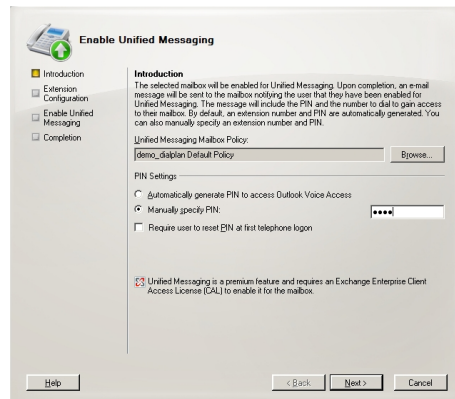 Enable Unified Messaging
Introduction
Extension
Configuration
Enable Unified
Messaging
Completion
Introduction
The selected mailbox will be enabled for Unified Messaging. Upon completion, an e-mail
message will be sent to the mailbox notifying the user that they have been enabled for
Unified Messaging. The message will include the PIN and the number to dial to gain access
to their mailbox. By default, an extension number and PIN are automatically generated. You
can also manually specify an extension number and PIN.
Unified Messaging Mailbox Policy:
demo_dialplan Default Policy
Browse...
PIN Settings
Automatically generate PIN to access Outlook Voice Access
Manually specify PIN:
••••
Require user to reset PIN at first telephone logon
Unified Messaging is a premium feature and requires an Exchange Enterprise Client
Access License (CAL) to enable it for the mailbox.
Help
< Back
Next >
Cancel